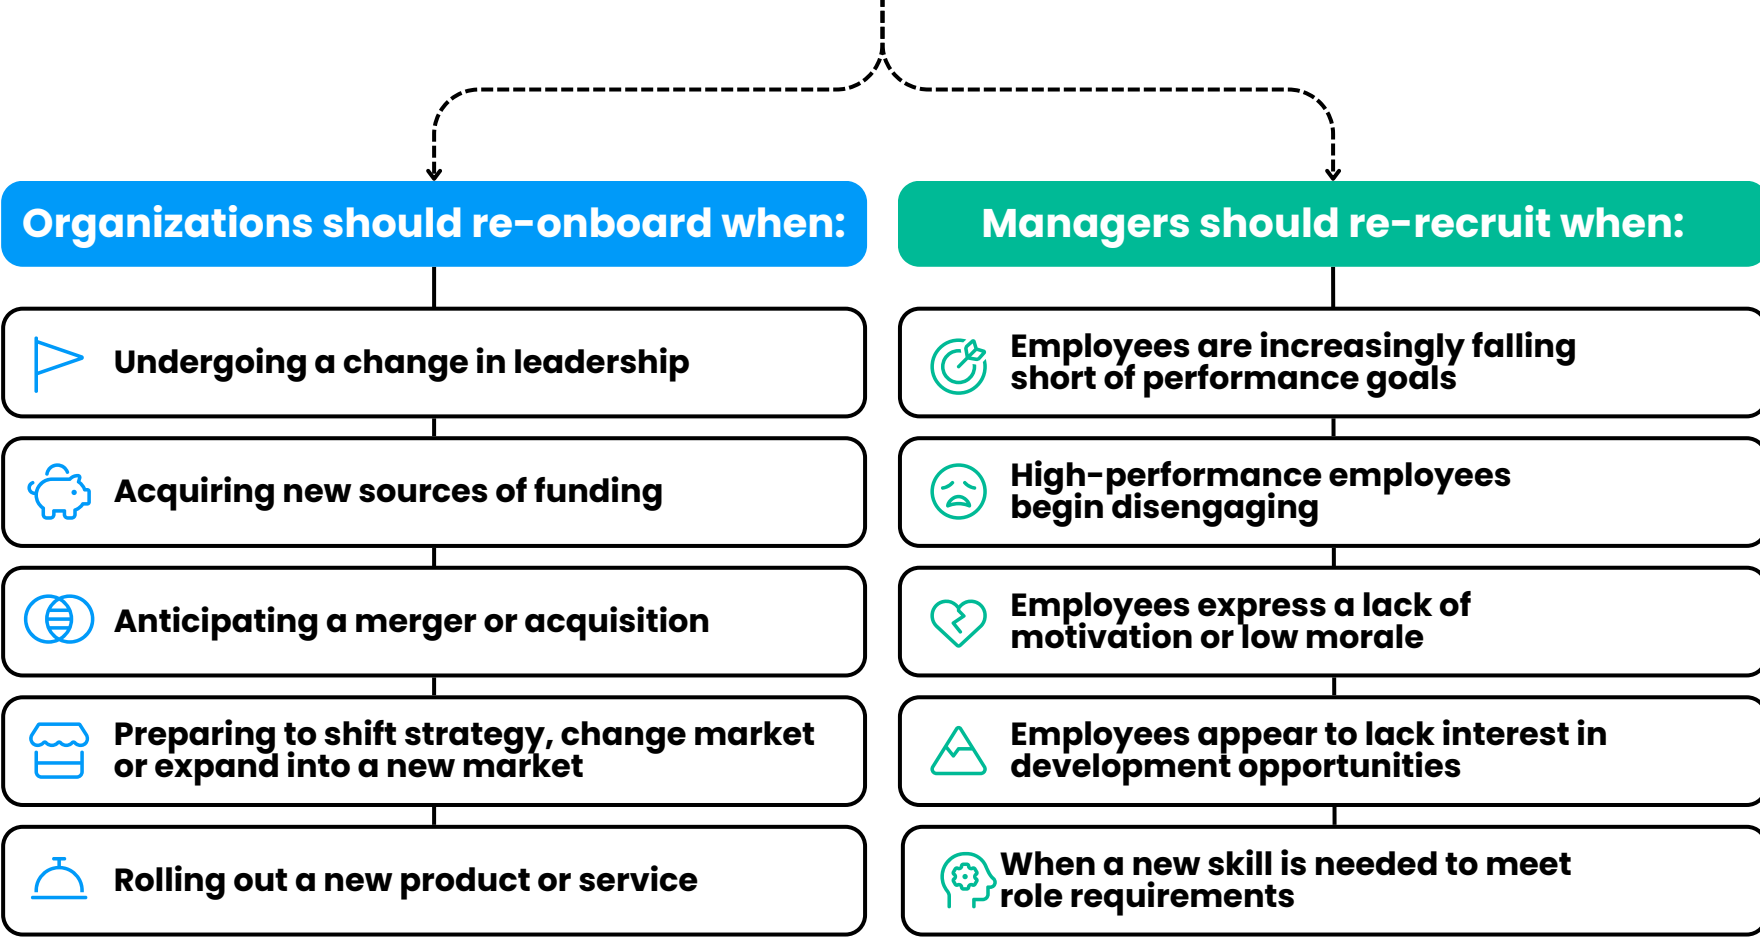 Organizations should re-onboard when:
Undergoing a change in leadership
Acquiring new sources of funding
Anticipating a merger or acquisition
Preparing to shift strategy, change market
or expand into a new market
Rolling out a new product or service
Managers should re-recruit when:
Employees are increasingly falling
short of performance goals
High-performance employees
begin disengaging
Employees express a lack of
motivation or low morale
Employees appear to lack interest in
development opportunities
When a new skill is needed to meet
role requirements